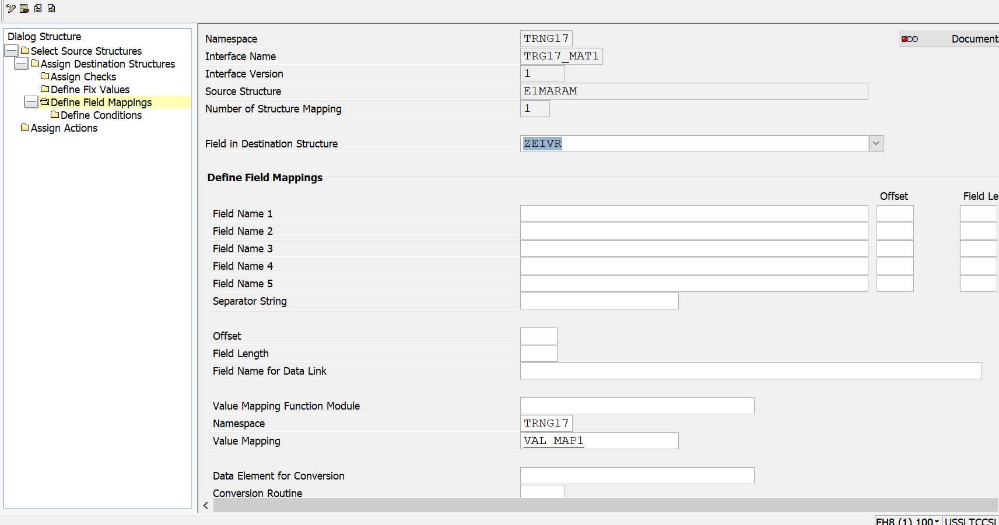 Dialog Structure
Select Source Structures
Assign Destination Structures
Assign Checks
Define Fix Values
Define Field Mappings
Define Conditions
Assign Actions
Namespace TRNG17 Document
Interface Name TRG17_MAT1
Interface Version 1
Source Structure E1MARAM
Number of Structure Mapping 1
Field in Destination Structure ZEIVR
Define Field Mappings
Offset Field Le
Field Name 1
Field Name 2
Field Name 3
Field Name 4
Field Name 5
Separator String
Offset
Field Length
Field Name for Data Link
Value Mapping Function Module
Namespace TRNG17
Value Mapping VAL_MAP1
Data Element for Conversion
Conversion Routine
EH8 (1) 100